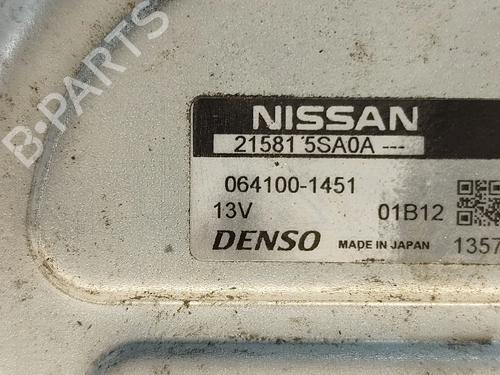 B-PARTS
NISSAN
21581 5SA0A ---
064100-1451
13V 01B12
DENSO MADE IN JAPAN 1357